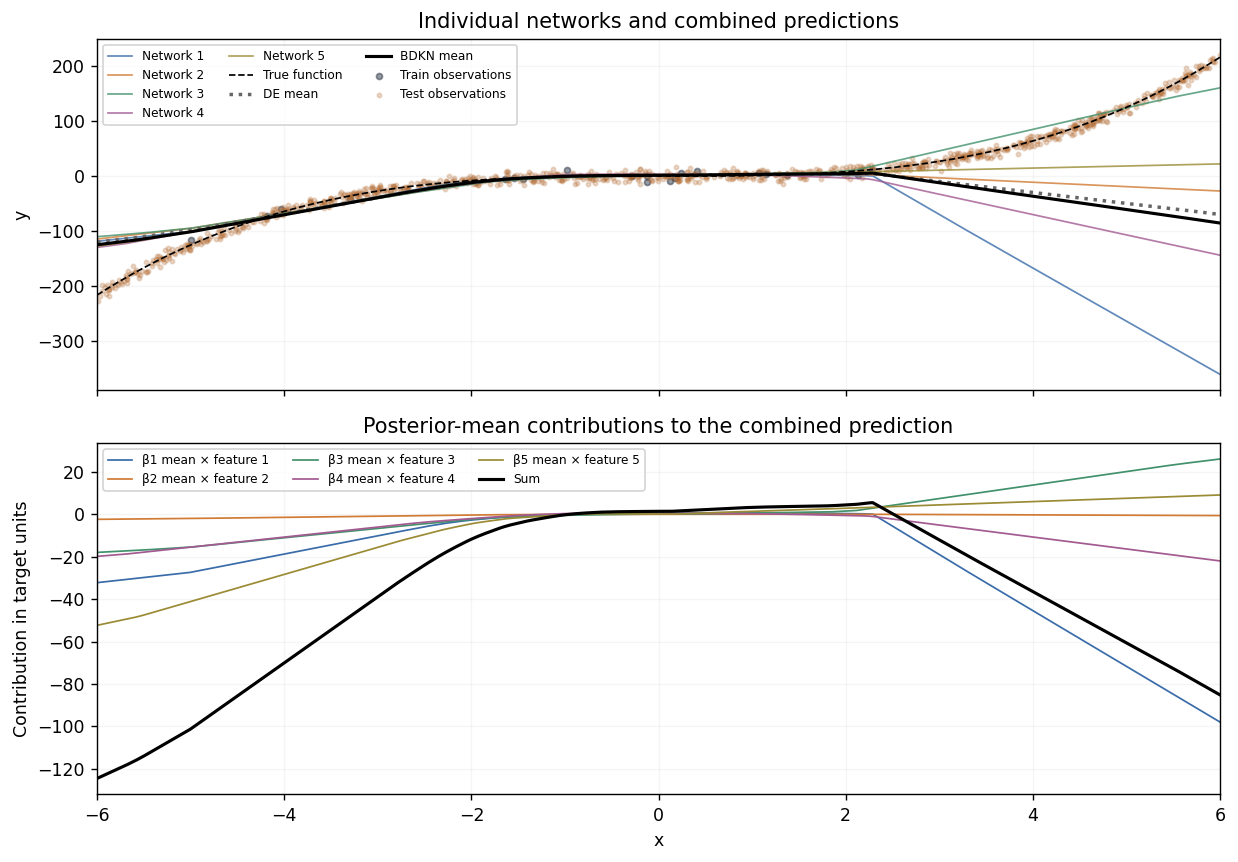 Individual networks and combined predictions
Network 1
Network 2
Network 3
Network 4
Network 5
True function
DE mean
BDKN mean
Train observations
Test observations
200
100
0
−100
−200
−300
y
Posterior-mean contributions to the combined prediction
β1 mean × feature 1
β2 mean × feature 2
β3 mean × feature 3
β4 mean × feature 4
β5 mean × feature 5
Sum
20
0
−20
−40
−60
−80
−100
−120
Contribution in target units
−6
−4
−2
0
2
4
6
x